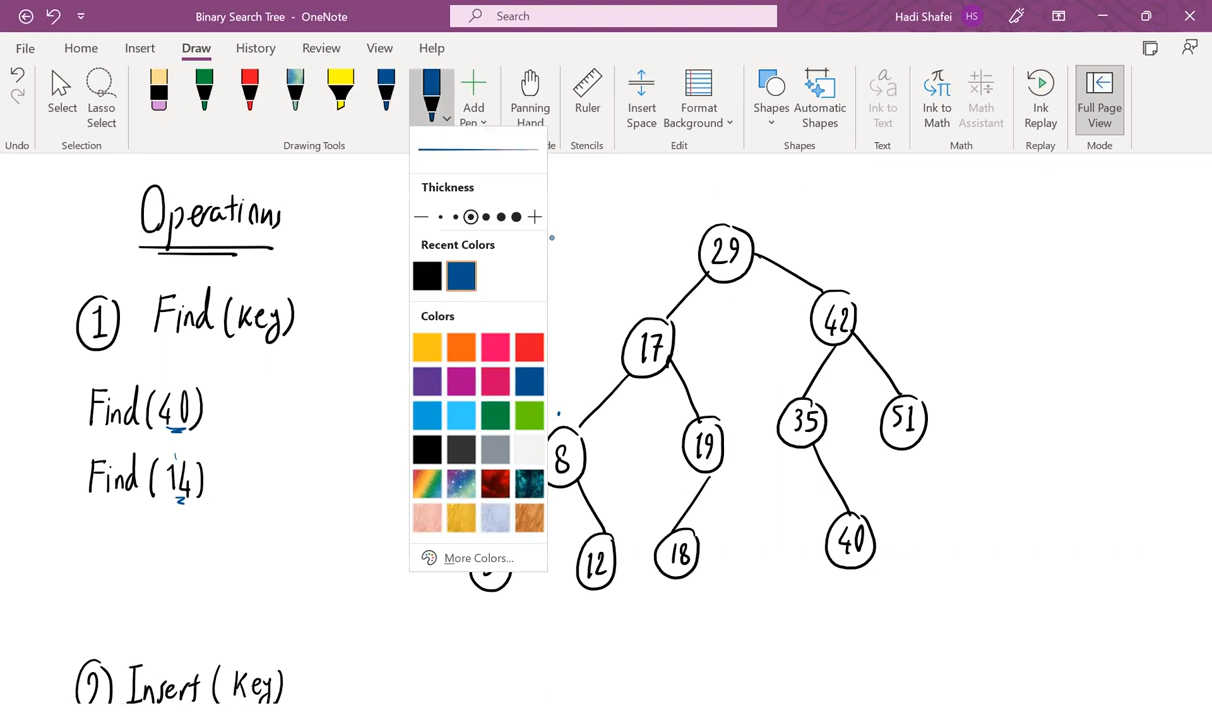 Binary Search Tree - OneNote
Search
Hadi Shafei
HS
File Home Insert Draw History Review View Help
Select
Lasso Select
Add Pen
Panning Hand
Ruler
Insert Space
Format Background
Shapes
Automatic Shapes
Ink to Text
Ink to Math
Math Assistant
Ink Replay
Full Page View
Undo
Selection
Drawing Tools
de
Stencils
Edit
Shapes
Text
Math
Replay
Mode
Thickness
Recent Colors
Colors
More Colors...
Operations
1 Find (key)
Find (40)
Find (14)
Insert (key)
29
17 42
8 19 35 51
12 18 40